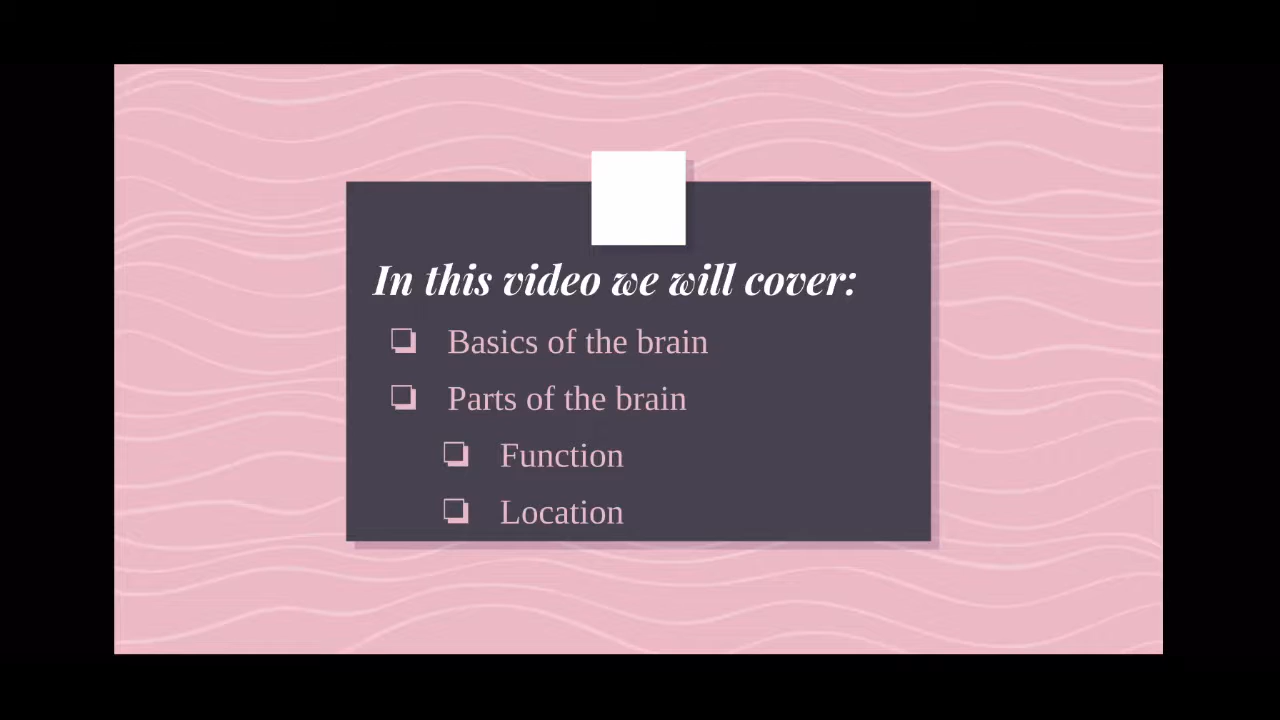 In this video we will cover:
❏ Basics of the brain
❏ Parts of the brain
❏ Function
❏ Location